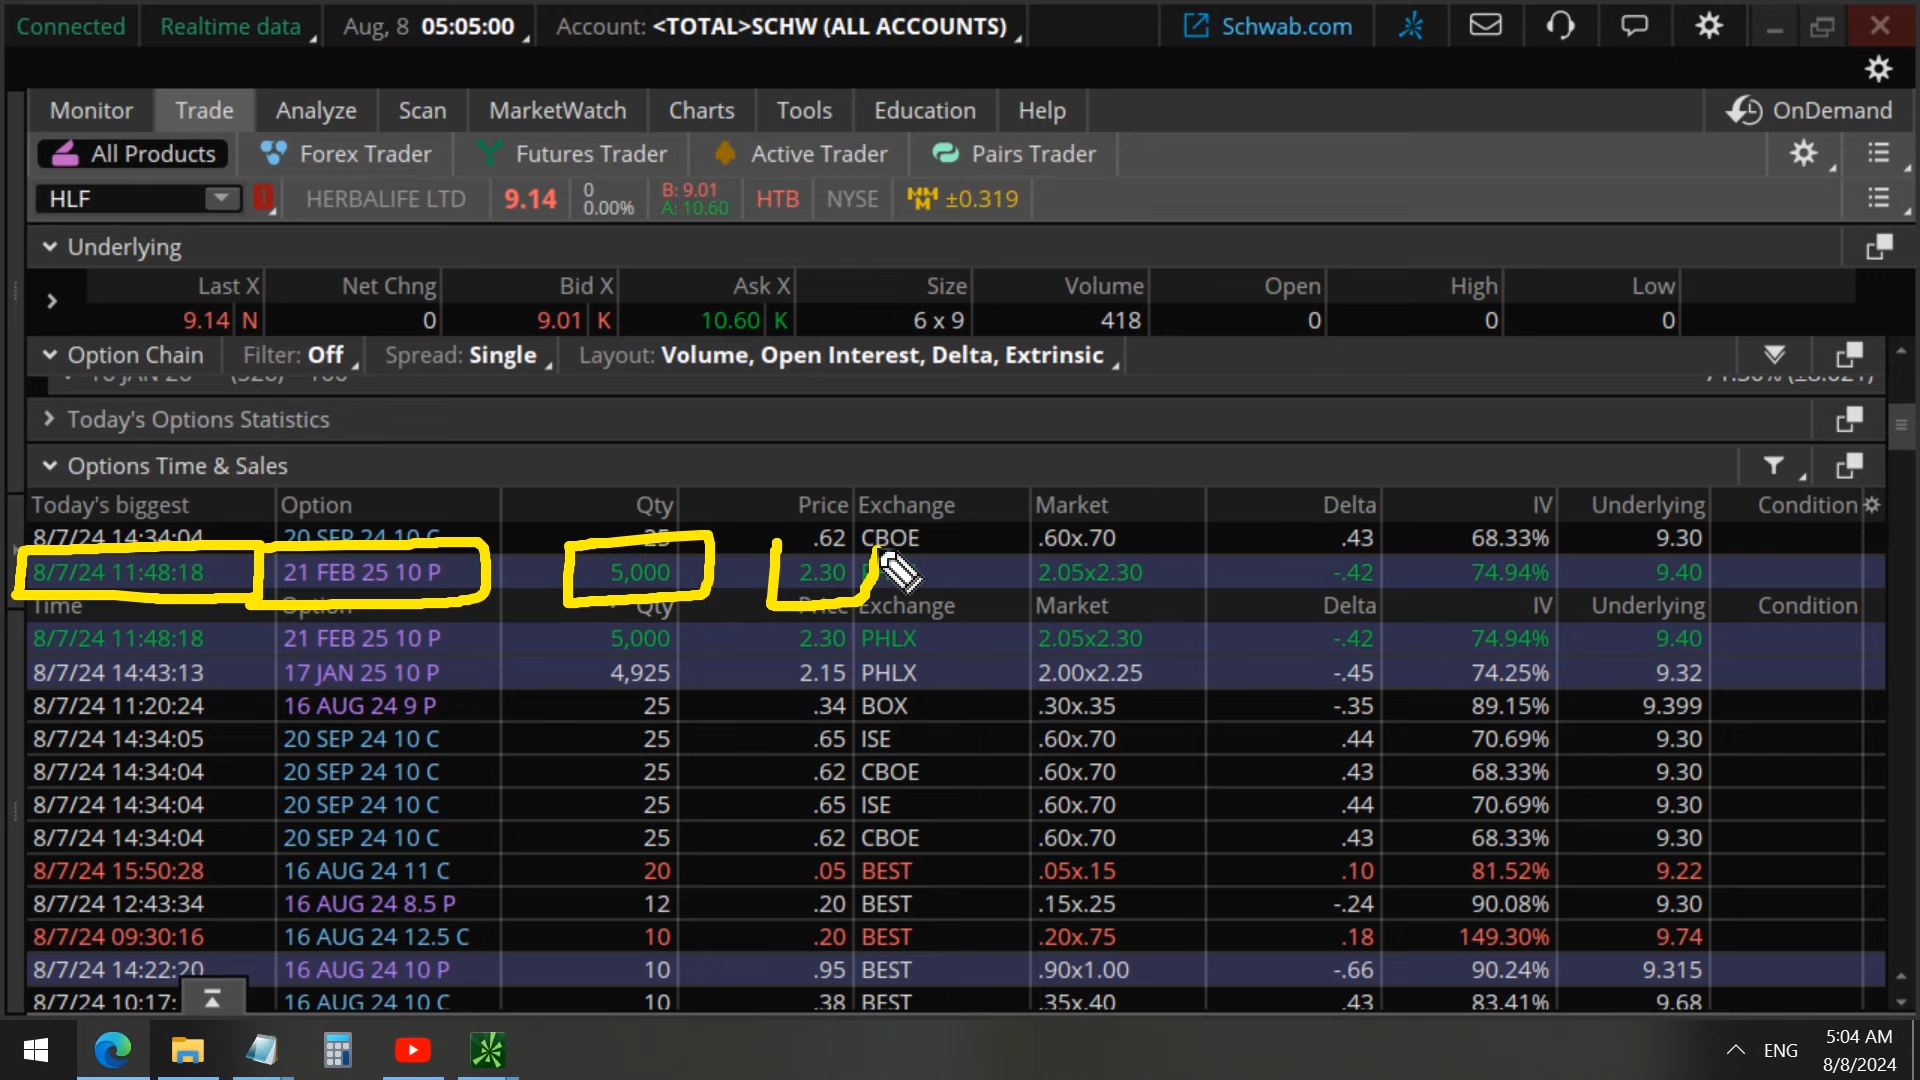 Connected Realtime data Aug, 8 05:05:00 Account: <TOTAL>SCHW (ALL ACCOUNTS) Schwab.com
Monitor Trade Analyze Scan MarketWatch Charts Tools Education Help OnDemand
All Products Forex Trader Futures Trader Active Trader Pairs Trader
HLF 1 HERBALIFE LTD 9.14 0 0.00% B: 9.01 A: 10.60 HTB NYSE MM M ±0.319
Underlying
Last X Net Chng Bid X Ask X Size Volume Open High Low
9.14 N 0 9.01 K 10.60 K 6 x 9 418 0 0 0
Option Chain Filter: Off Spread: Single Layout: Volume, Open Interest, Delta, Extrinsic
Today's Options Statistics
Options Time & Sales
Today's biggest Option Qty Price Exchange Market Delta IV Underlying Condition
8/7/24 14:34:04 20 SEP 24 10 C 25 .62 CBOE .60x.70 .43 68.33% 9.30
8/7/24 11:48:18 21 FEB 25 10 P 5,000 2.30 2.05x2.30 -.42 74.94% 9.40
Time Option Qty Price Exchange Market Delta IV Underlying Condition
8/7/24 11:48:18 21 FEB 25 10 P 5,000 2.30 PHLX 2.05x2.30 -.42 74.94% 9.40
8/7/24 14:43:13 17 JAN 25 10 P 4,925 2.15 PHLX 2.00x2.25 -.45 74.25% 9.32
8/7/24 11:20:24 16 AUG 24 9 P 25 .34 BOX .30x.35 -.35 89.15% 9.399
8/7/24 14:34:05 20 SEP 24 10 C 25 .65 ISE .60x.70 .44 70.69% 9.30
8/7/24 14:34:04 20 SEP 24 10 C 25 .62 CBOE .60x.70 .43 68.33% 9.30
8/7/24 14:34:04 20 SEP 24 10 C 25 .65 ISE .60x.70 .44 70.69% 9.30
8/7/24 14:34:04 20 SEP 24 10 C 25 .62 CBOE .60x.70 .43 68.33% 9.30
8/7/24 15:50:28 16 AUG 24 11 C 20 .05 BEST .05x.15 .10 81.52% 9.22
8/7/24 12:43:34 16 AUG 24 8.5 P 12 .20 BEST .15x.25 -.24 90.08% 9.30
8/7/24 09:30:16 16 AUG 24 12.5 C 10 .20 BEST .20x.75 .18 149.30% 9.74
8/7/24 14:22:20 16 AUG 24 10 P 10 .95 BEST .90x1.00 -.66 90.24% 9.315
8/7/24 10:17: 16 AUG 24 10 C 10 .38 BEST .35x.40 .43 83.41% 9.68
ENG 5:04 AM
8/8/2024